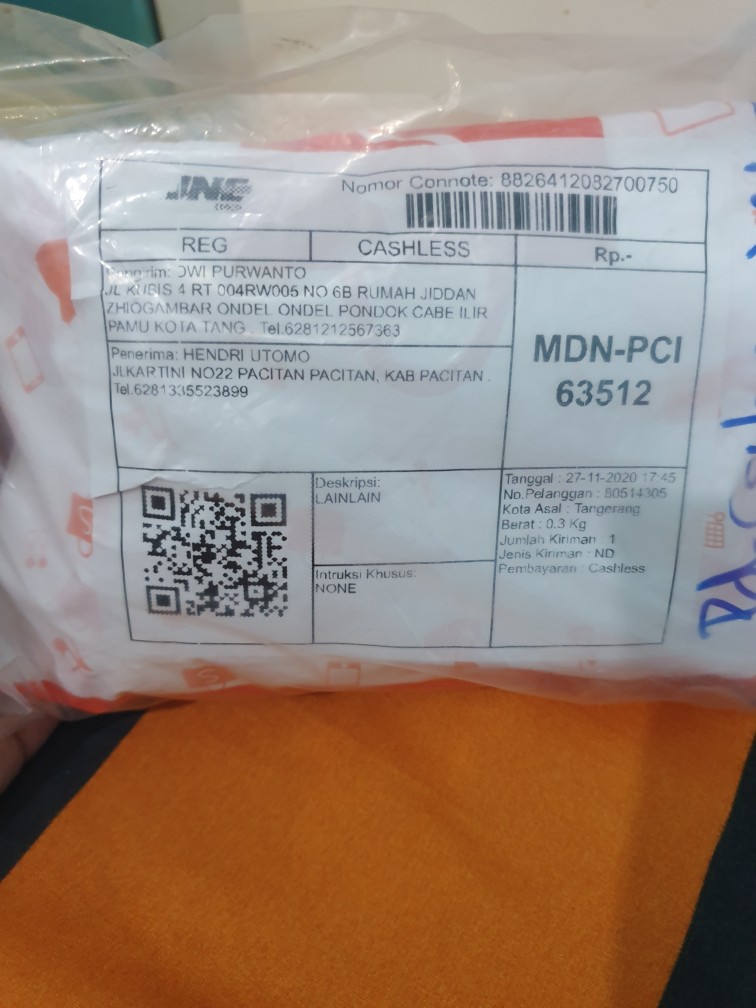 JNE
Nomor Connote: 8826412082700750
REG
CASHLESS
Rp.-
Pengirim: DWI PURWANTO
JL KUBIS 4 RT 004RW005 NO 6B RUMAH JIDDAN
ZHIOGAMBAR ONDEL ONDEL PONDOK CABE ILIR
PAMU KOTA TANG . Tel.6281212567363
Penerima: HENDRI UTOMO
JLKARTINI NO22 PACITAN PACITAN, KAB PACITAN .
Tel.6281335523899
MDN-PCI
63512
Deskripsi:
LAINLAIN
Intruksi Khusus:
NONE
Tanggal : 27-11-2020 17:45
No.Pelanggan : 80514305
Kota Asal : Tangerang
Berat : 0.3 Kg
Jumlah Kiriman : 1
Jenis Kiriman : ND
Pembayaran : Cashless